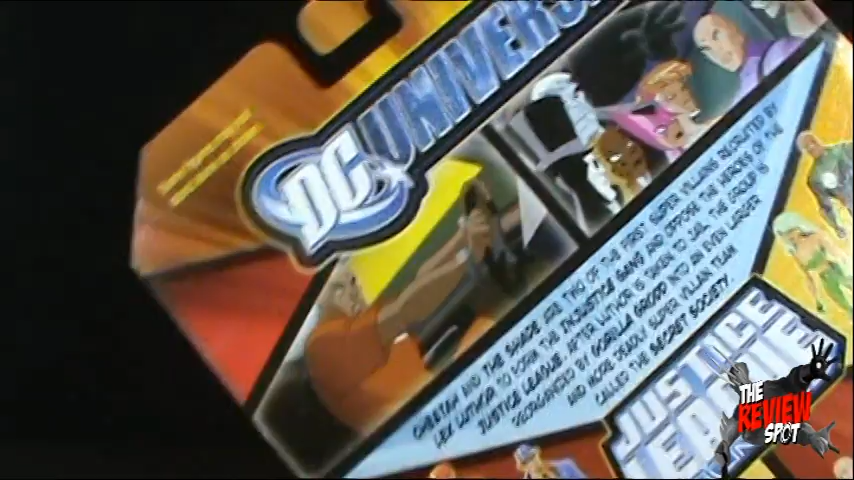 DC UNIVERSE
CHEETAH AND THE SHADE ARE TWO OF THE FIRST SUPER VILLAINS RECRUITED BY
LEX LUTHOR TO FORM THE INJUSTICE GANG AND OPPOSE THE HEROES OF THE
JUSTICE LEAGUE. AFTER LUTHOR IS TAKEN TO JAIL THE GROUP IS
REORGANIZED BY GORILLA GRODD INTO AN EVEN LARGER
AND MORE DEADLY SUPER VILLAIN TEAM
CALLED THE SECRET SOCIETY.
JUSTICE
LEAGUE
THE
REVIEW
SPOT
THE
REVIEW
SPOT